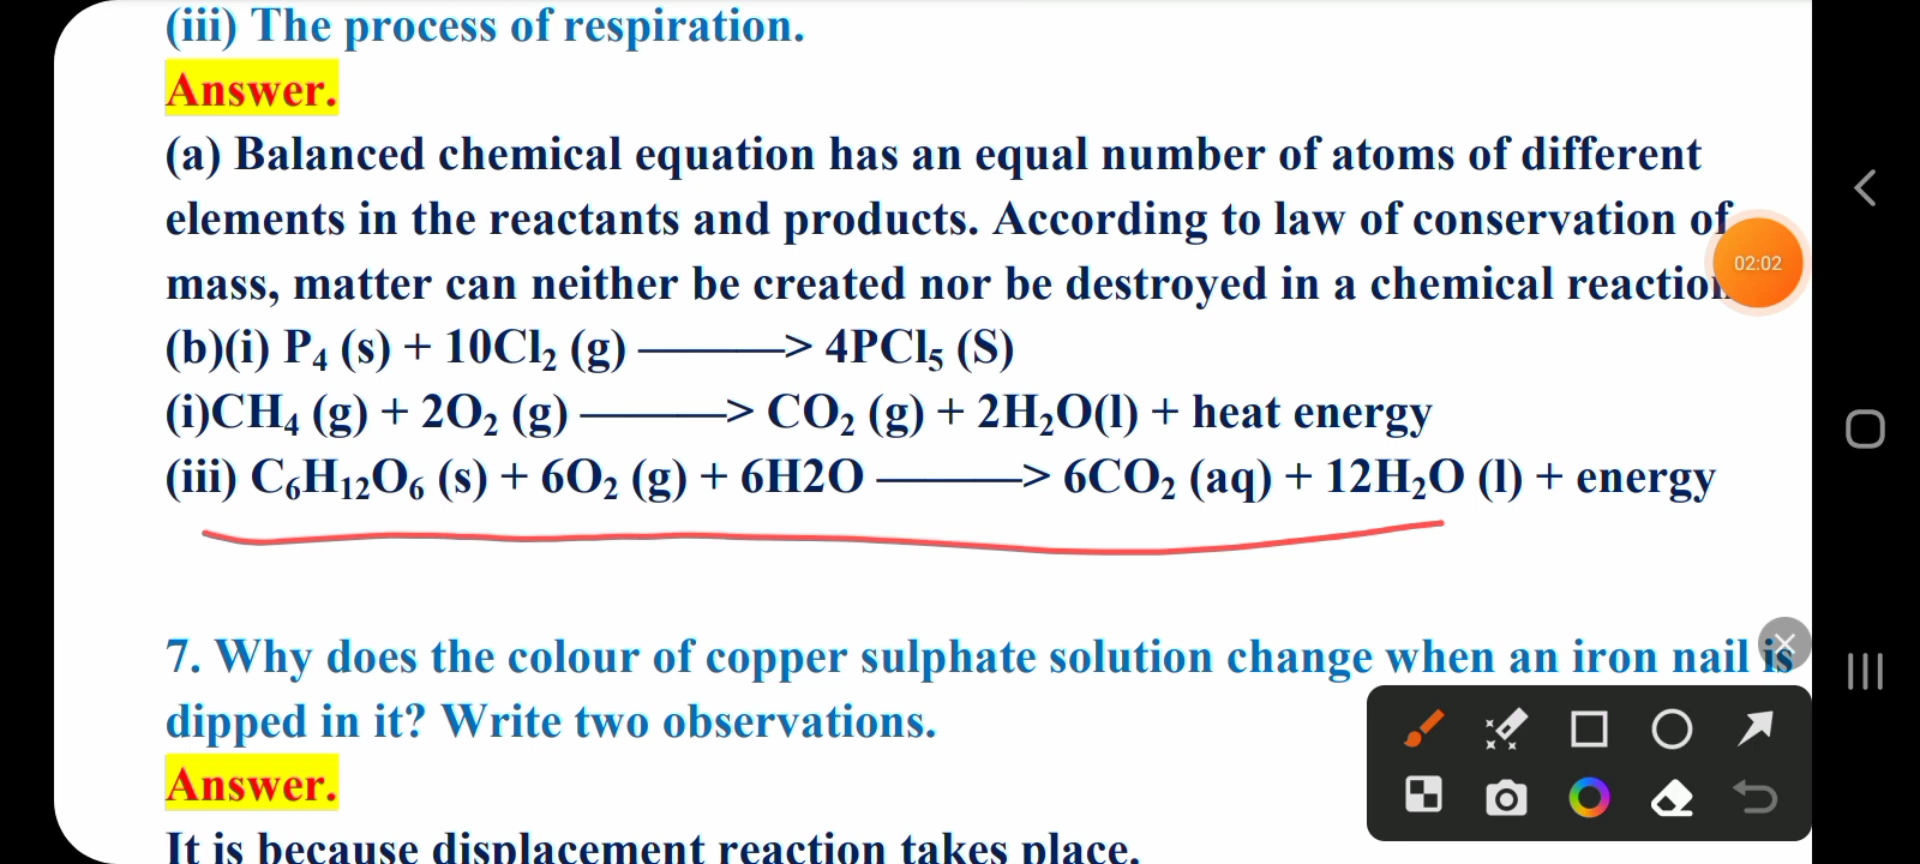 (iii) The process of respiration.
Answer.
(a) Balanced chemical equation has an equal number of atoms of different
elements in the reactants and products. According to law of conservation of
mass, matter can neither be created nor be destroyed in a chemical
02:02
(b)(i) P₄ (s) + 10Cl₂ (g) ———> 4PCl₅ (S)
(i)CH₄ (g) + 2O₂ (g) ———> CO₂ (g) + 2H₂O(l) + heat energy
(iii) C₆H₁₂O₆ (s) + 6O₂ (g) + 6H2O ———> 6CO₂ (aq) + 12H₂O (l) + energy
7. Why does the colour of copper sulphate solution change when an iron nail is
dipped in it? Write two observations.
Answer.
It is because displacement reaction takes place.